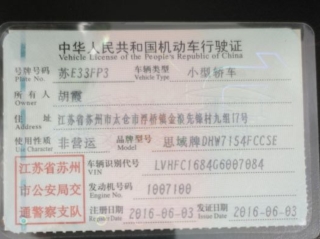 中华人民共和国机动车行驶证
Vehicle License of the People's Republic of China
号牌号码 苏E33FP3 车辆类型 小型轿车
Plate No. Vehicle Type
所有人 胡霞
Owner
住址 江苏省苏州市太仓市浮桥镇金浪先锋村九组17号
Address
使用性质 非营运 品牌型号 思域牌DHW7154FCCSE
Use Character Model
江苏省苏州 车辆识别代号 LVHFC1684G6007084
VIN
市公安局交 发动机号码 1007100
Engine No.
通警察支队 注册日期 2016-06-03 发证日期 2016-06-03
Register Date Issue Date